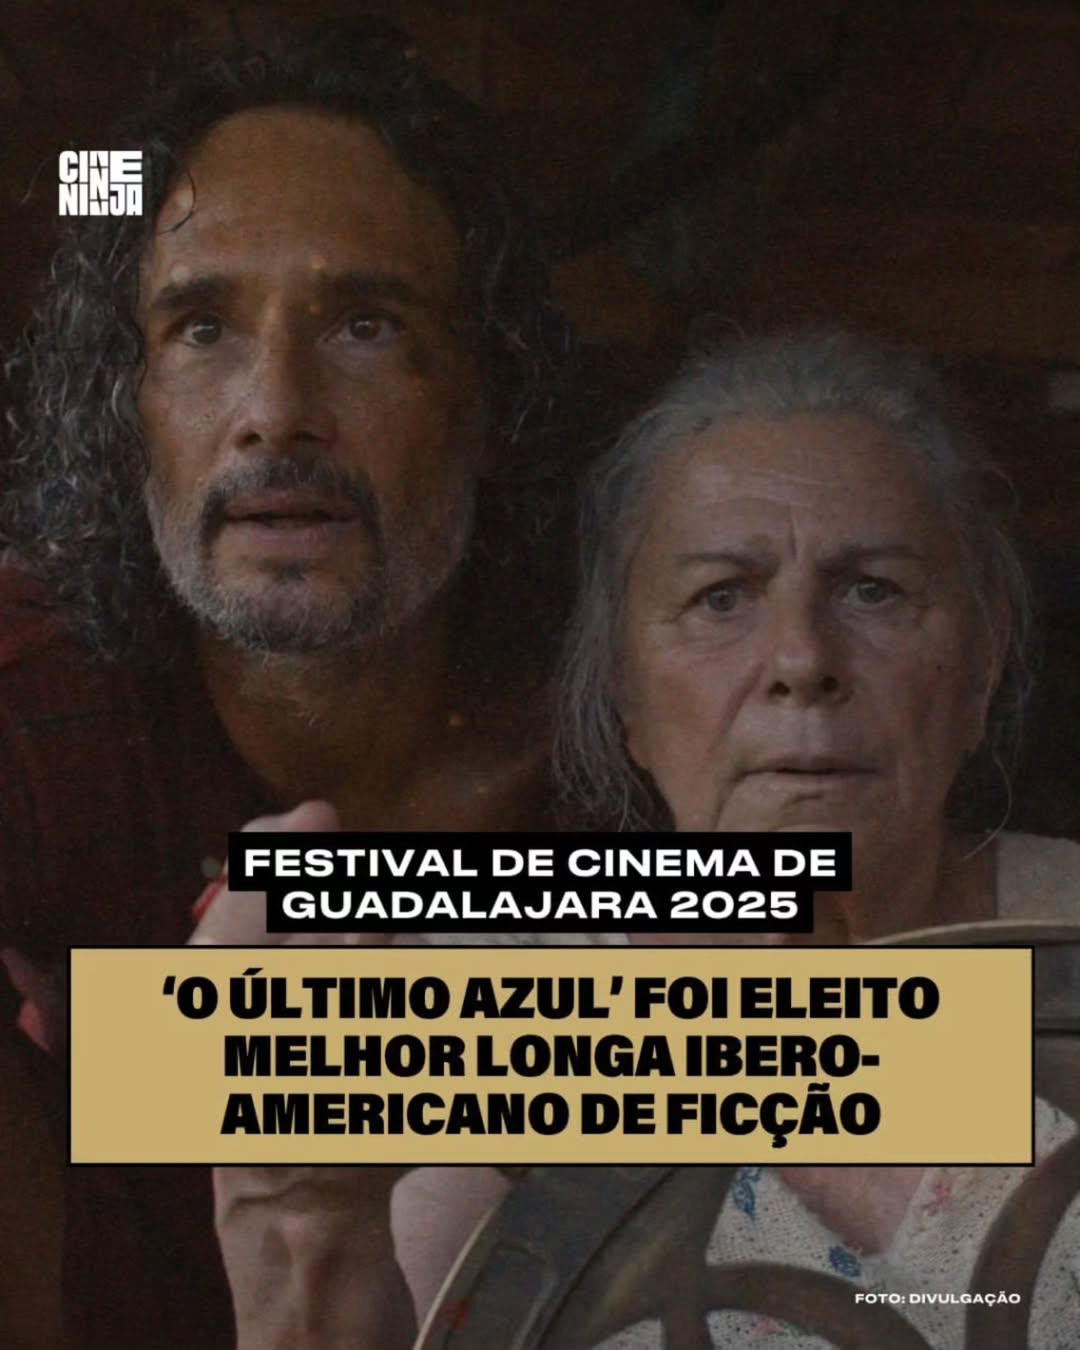 CINE
NINJA
FESTIVAL DE CINEMA DE
GUADALAJARA 2025
‘O ÚLTIMO AZUL’ FOI ELEITO
MELHOR LONGA IBERO-
AMERICANO DE FICÇÃO
FOTO: DIVULGAÇÃO